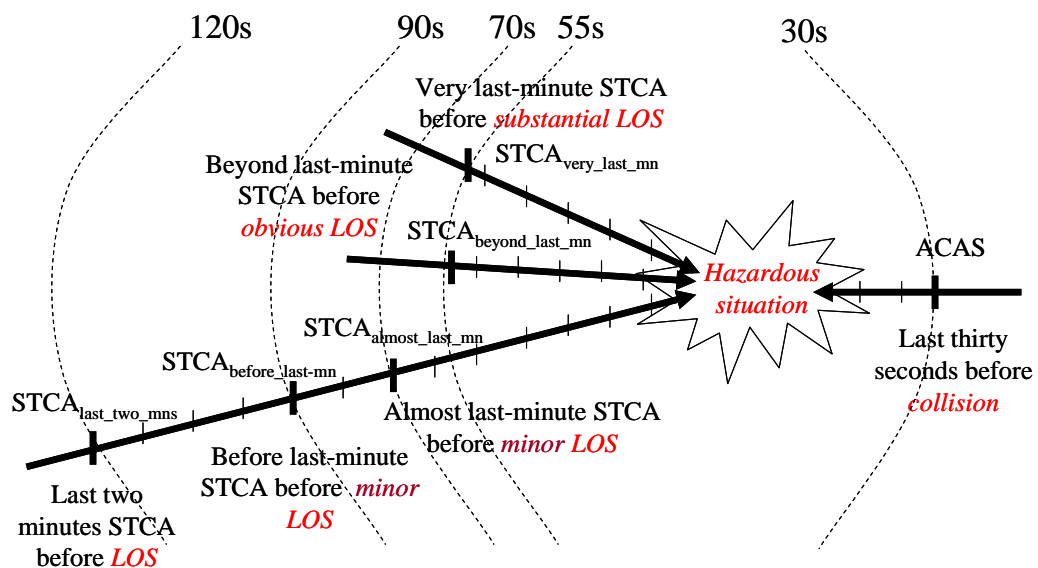 120s
90s
70s
55s
30s
Very last-minute STCA
before substantial LOS
STCAvery_last_mn
Beyond last-minute
STCA before
obvious LOS
STCAbeyond_last_mn
ACAS
Hazardous
situation
STCAalmost_last_mn
Last thirty
seconds before
collision
STCAbefore_last-mn
STCAlast_two_mns
Almost last-minute STCA
before minor LOS
Before last-minute
STCA before minor
LOS
Last two
minutes STCA
before LOS